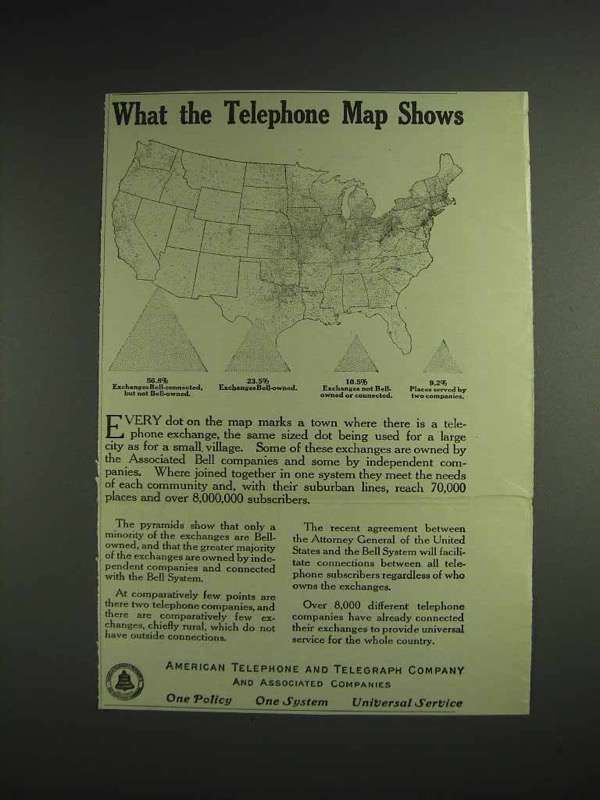 What the Telephone Map Shows
56.8%
Exchanges Bell-connected,
but not Bell-owned.
23.5%
Exchanges Bell-owned.
10.5%
Exchanges not Bell-
owned or connected.
9.2%
Places served by
two companies.
EVERY dot on the map marks a town where there is a tele-
phone exchange, the same sized dot being used for a large
city as for a small village. Some of these exchanges are owned by
the Associated Bell companies and some by independent com-
panies. Where joined together in one system they meet the needs
of each community and, with their suburban lines, reach 70,000
places and over 8,000,000 subscribers.
The pyramids show that only a
minority of the exchanges are Bell-
owned, and that the greater majority
of the exchanges are owned by inde-
pendent companies and connected
with the Bell System.
At comparatively few points are
there two telephone companies, and
there are comparatively few ex-
changes, chiefly rural, which do not
have outside connections.
The recent agreement between
the Attorney General of the United
States and the Bell System will facili-
tate connections between all tele-
phone subscribers regardless of who
owns the exchanges.
Over 8,000 different telephone
companies have already connected
their exchanges to provide universal
service for the whole country.
AMERICAN TELEPHONE AND TELEGRAPH COMPANY
AND ASSOCIATED COMPANIES
One Policy One System Universal Service